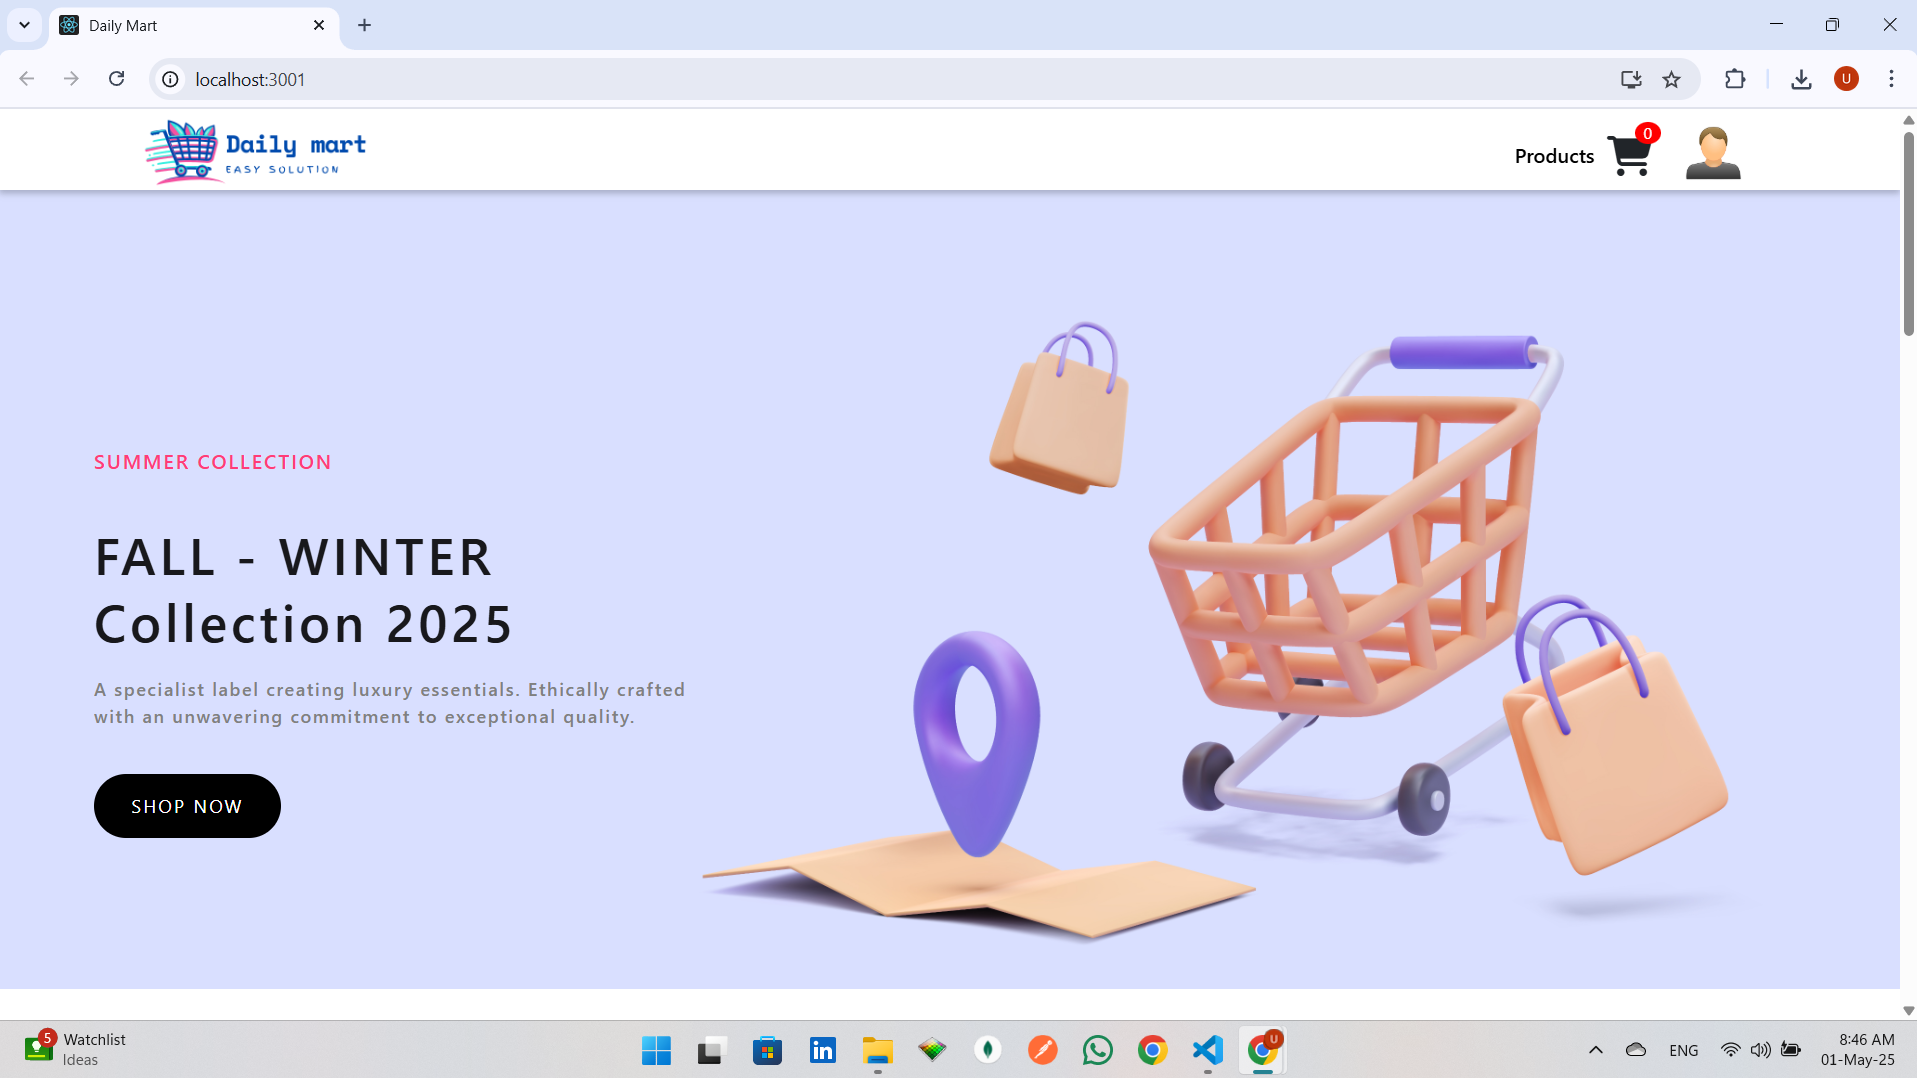 Daily Mart
U
localhost:3001
Daily mart
EASY SOLUTION
Products
0
SUMMER COLLECTION
FALL - WINTER
Collection 2025
A specialist label creating luxury essentials. Ethically crafted
with an unwavering commitment to exceptional quality.
SHOP NOW
5
Watchlist
Ideas
in
U
ENG
8:46 AM
01-May-25